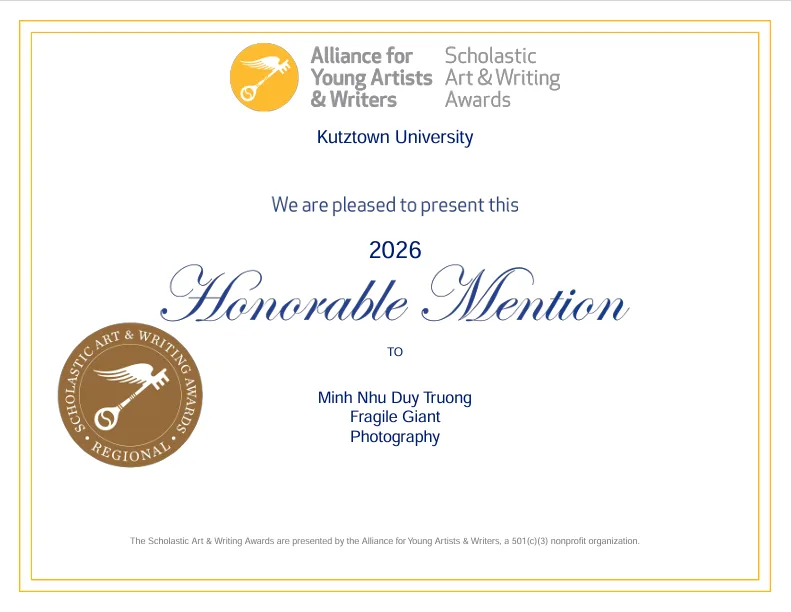 Alliance for
Young Artists
& Writers
Scholastic
Art & Writing
Awards
Kutztown University
We are pleased to present this
2026
Honorable Mention
TO
SCHOLASTIC ART & WRITING AWARDS
• REGIONAL •
Minh Nhu Duy Truong
Fragile Giant
Photography
The Scholastic Art & Writing Awards are presented by the Alliance for Young Artists & Writers, a 501(c)(3) nonprofit organization.